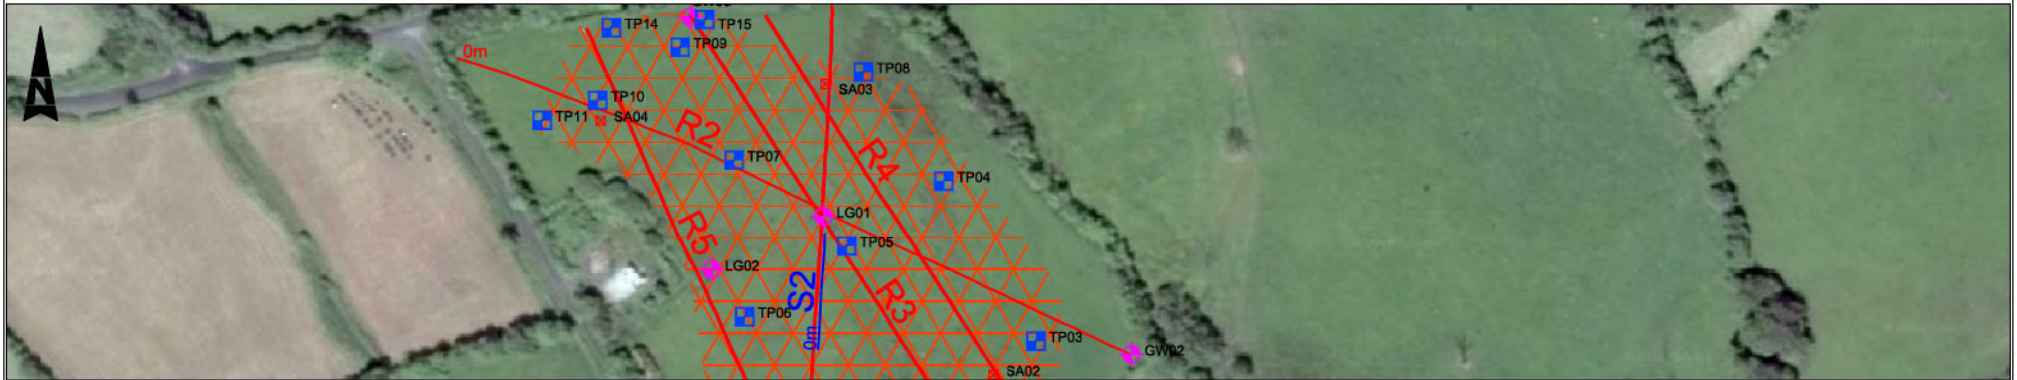 TP14
TP15
TP09
0m
TP08
SA03
TP10
TP11
SA04
R2
R4
TP07
TP04
N
LG01
R5
TP05
LG02
S2
R3
TP06
0m
TP03
GW02
SA02